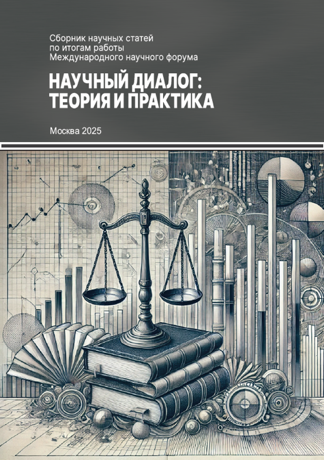 Сборник научных статей
по итогам работы
Международного научного форума
НАУЧНЫЙ ДИАЛОГ:
ТЕОРИЯ И ПРАКТИКА
Москва 2025